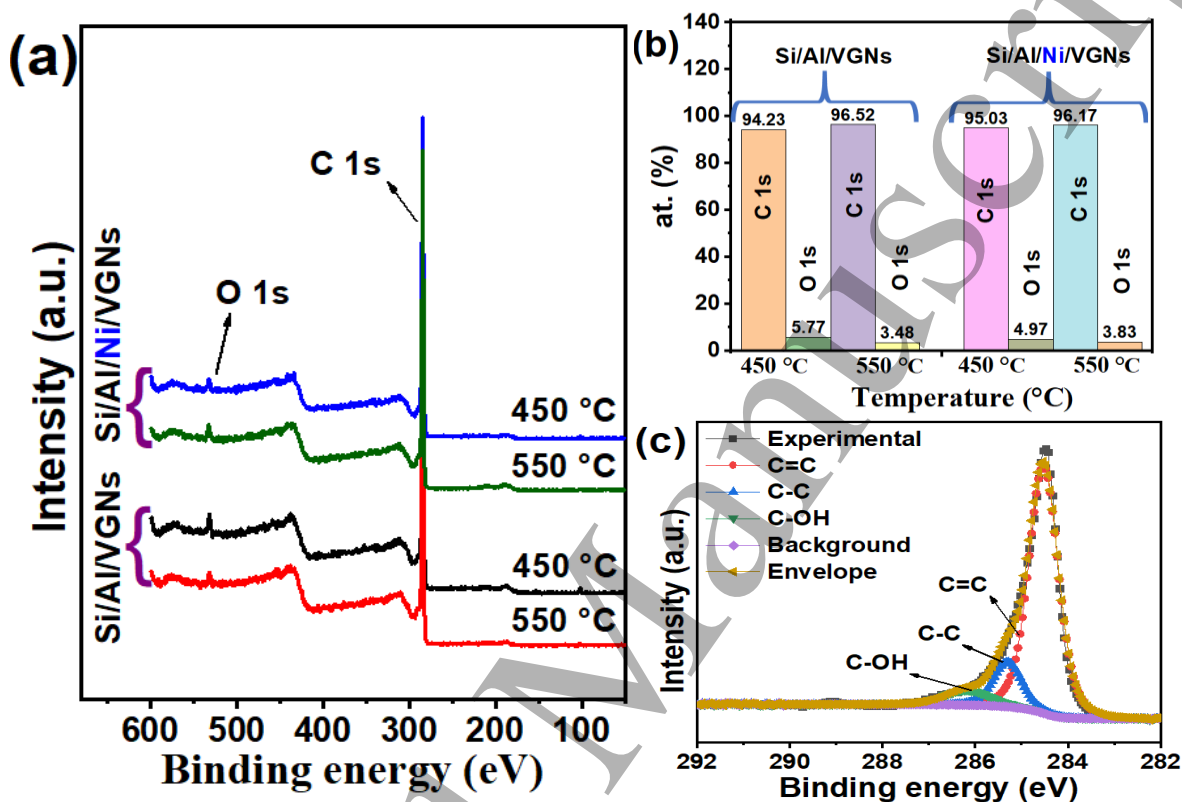 (a)
Intensity (a.u.)
Si/Al/Ni/VGNs
Si/Al/VGNs
O 1s
C 1s
450 °C
550 °C
450 °C
550 °C
600 500 400 300 200 100
Binding energy (eV)
(b)
at. (%)
140
120
100
80
60
40
20
0
Si/Al/VGNs Si/Al/Ni/VGNs
94.23 96.52 95.03 96.17
C 1s C 1s C 1s C 1s
O 1s O 1s O 1s O 1s
5.77 3.48 4.97 3.83
450 °C 550 °C 450 °C 550 °C
Temperature (°C)
(c)
Intensity (a.u.)
Experimental
C=C
C-C
C-OH
Background
Envelope
C=C
C-C
C-OH
292 290 288 286 284 282
Binding energy (eV)
Manuscri